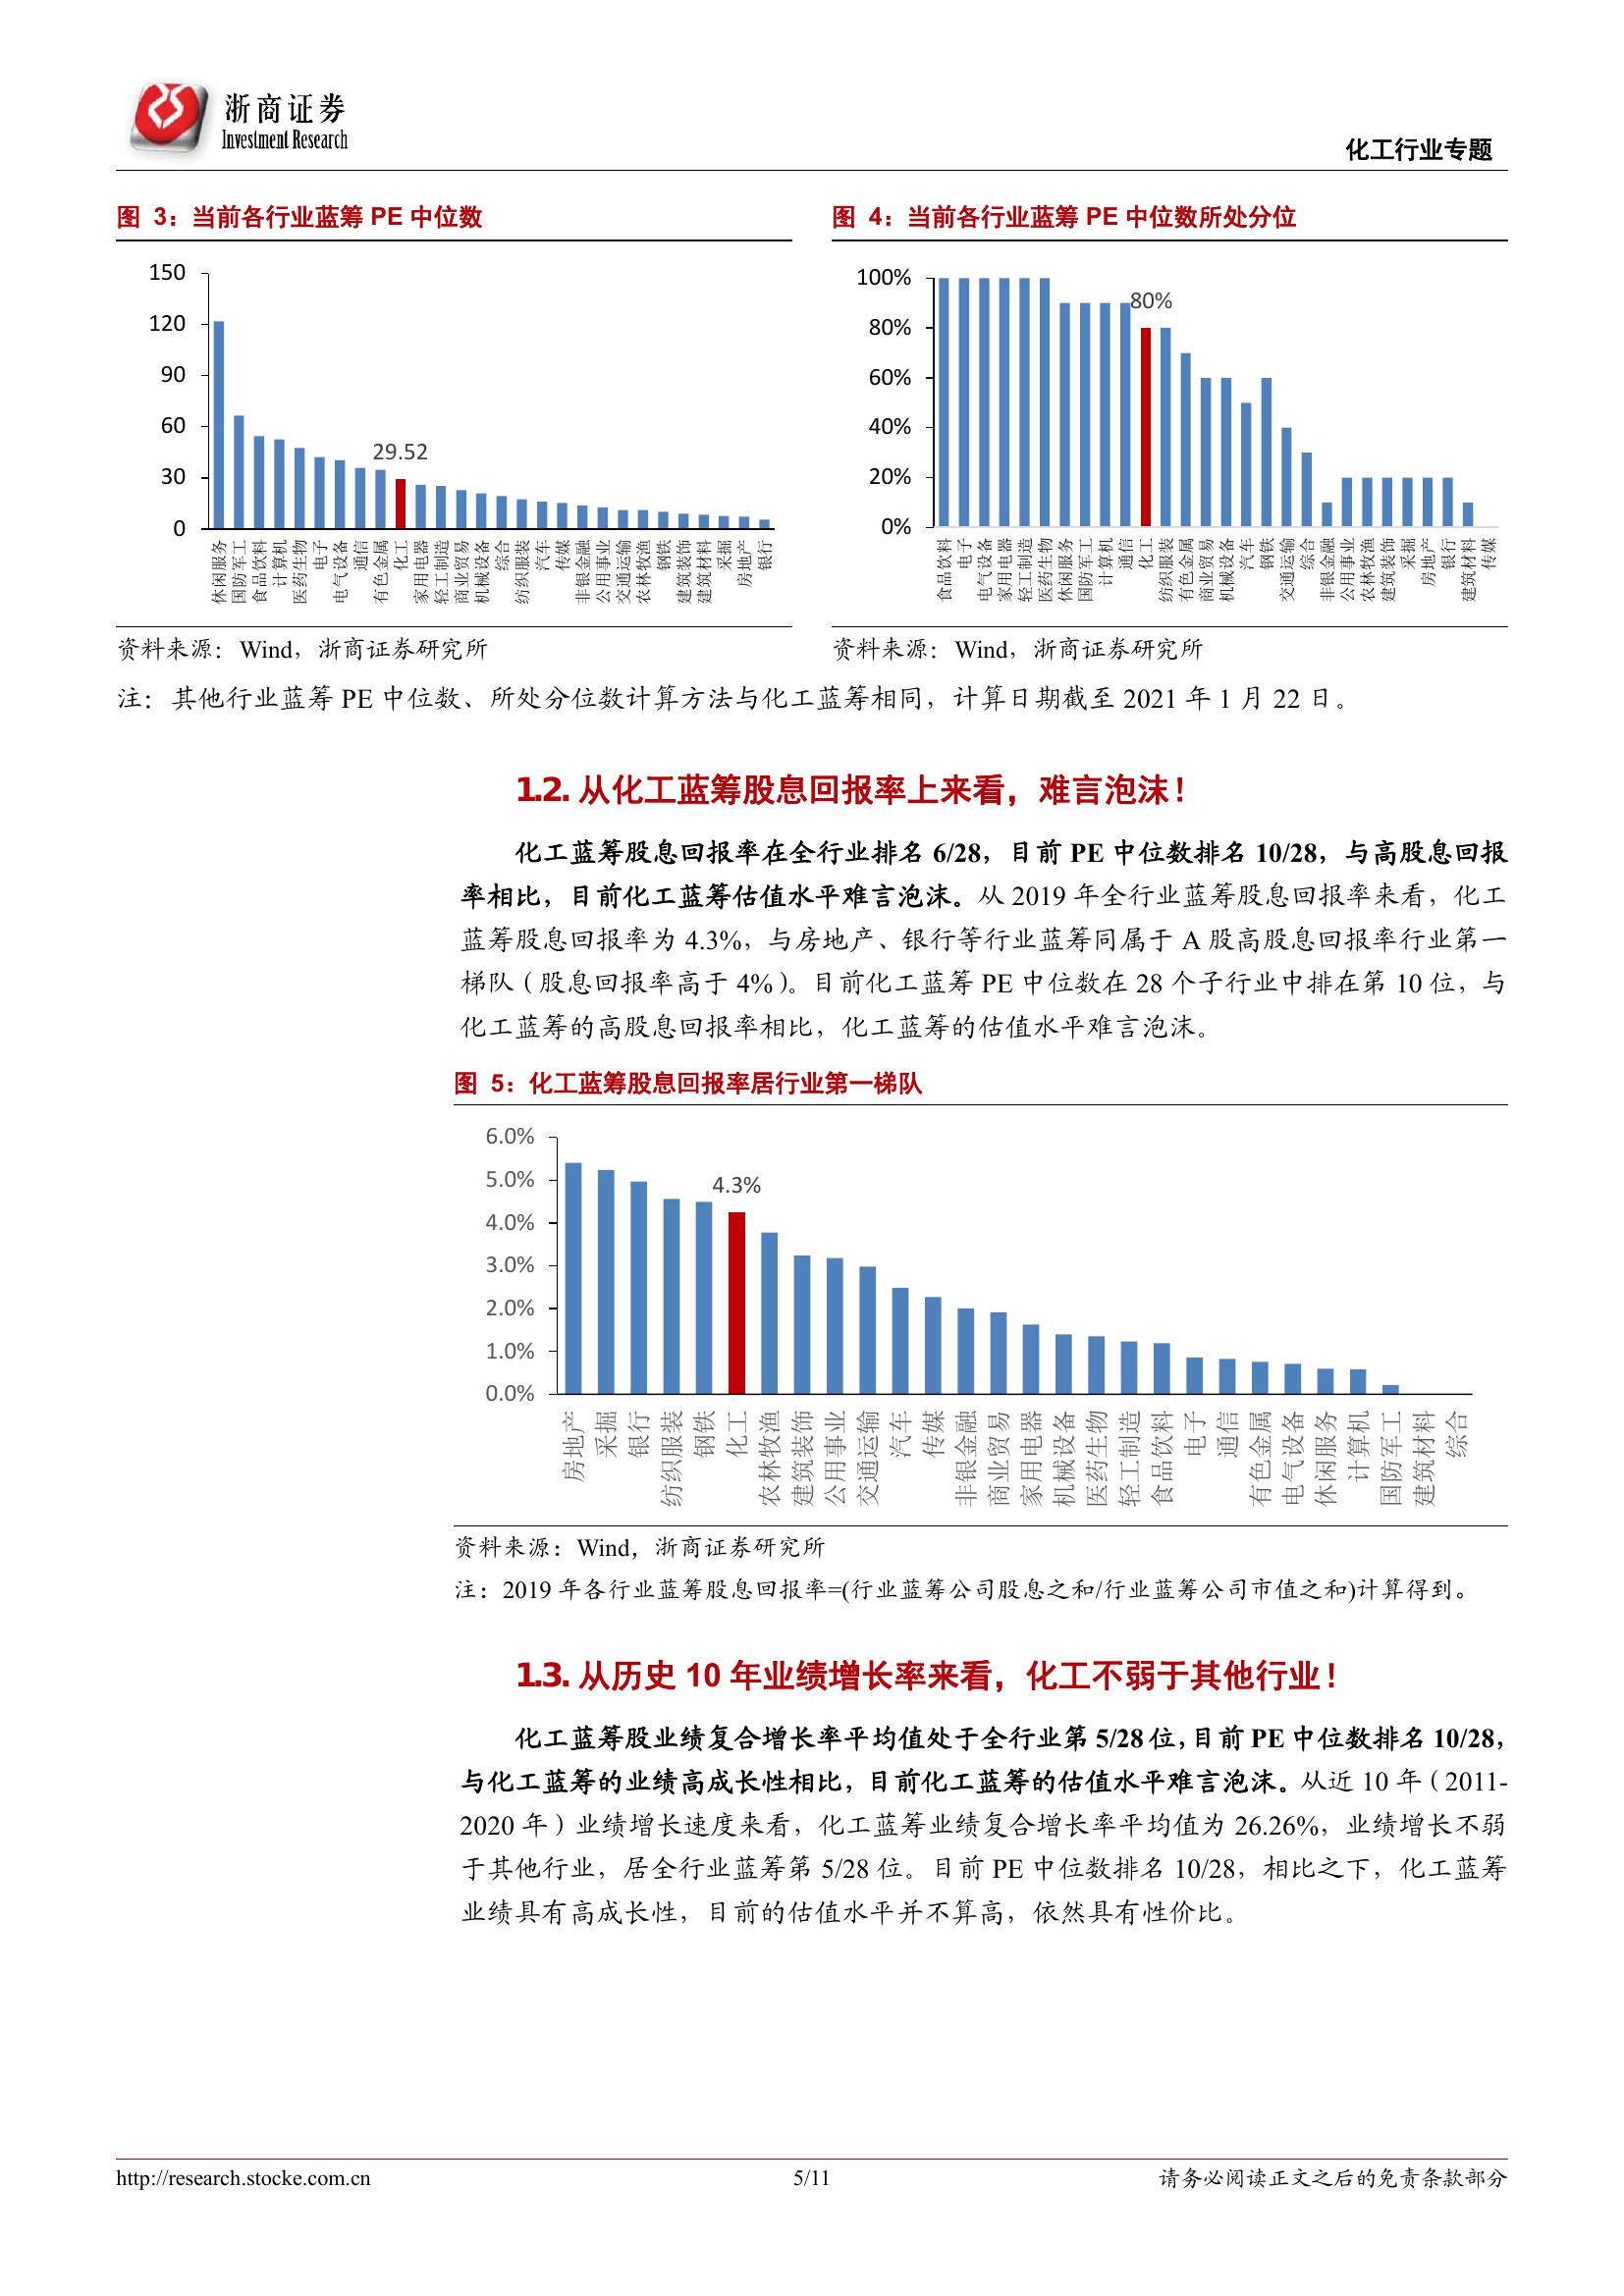 浙商证券
Investment Research
化工行业专题
图 3：当前各行业蓝筹 PE 中位数
150
120
90
60
30
0
29.52
休闲服务
国防军工
食品饮料
计算机
医药生物
电子
电气设备
通信
有色金属
化工
家用电器
轻工制造
商业贸易
机械设备
综合
纺织服装
汽车
传媒
非银金融
公用事业
交通运输
农林牧渔
钢铁
建筑装饰
建筑材料
采掘
房地产
银行
资料来源：Wind，浙商证券研究所
图 4：当前各行业蓝筹 PE 中位数所处分位
100%
80%
60%
40%
20%
0%
80%
食品饮料
电子
电气设备
家用电器
轻工制造
医药生物
休闲服务
国防军工
计算机
通信
化工
纺织服装
有色金属
商业贸易
机械设备
汽车
钢铁
交通运输
综合
非银金融
公用事业
农林牧渔
建筑装饰
采掘
房地产
银行
建筑材料
传媒
资料来源：Wind，浙商证券研究所
注：其他行业蓝筹 PE 中位数、所处分位数计算方法与化工蓝筹相同，计算日期截至 2021 年 1 月 22 日。
1.2. 从化工蓝筹股息回报率上来看，难言泡沫！
化工蓝筹股息回报率在全行业排名 6/28，目前 PE 中位数排名 10/28，与高股息回报
率相比，目前化工蓝筹估值水平难言泡沫。从 2019 年全行业蓝筹股息回报率来看，化工
蓝筹股息回报率为 4.3%，与房地产、银行等行业蓝筹同属于 A 股高股息回报率行业第一
梯队（股息回报率高于 4%）。目前化工蓝筹 PE 中位数在 28 个子行业中排在第 10 位，与
化工蓝筹的高股息回报率相比，化工蓝筹的估值水平难言泡沫。
图 5：化工蓝筹股息回报率居行业第一梯队
6.0%
5.0%
4.0%
3.0%
2.0%
1.0%
0.0%
4.3%
房地产
采掘
银行
纺织服装
钢铁
化工
农林牧渔
建筑装饰
公用事业
交通运输
汽车
传媒
非银金融
商业贸易
家用电器
机械设备
医药生物
轻工制造
食品饮料
电子
通信
有色金属
电气设备
休闲服务
计算机
国防军工
建筑材料
综合
资料来源：Wind，浙商证券研究所
注：2019 年各行业蓝筹股息回报率=(行业蓝筹公司股息之和/行业蓝筹公司市值之和)计算得到。
1.3. 从历史 10 年业绩增长率来看，化工不弱于其他行业！
化工蓝筹股业绩复合增长率平均值处于全行业第 5/28 位，目前 PE 中位数排名 10/28，
与化工蓝筹的业绩高成长性相比，目前化工蓝筹的估值水平难言泡沫。从近 10 年（2011-
2020 年）业绩增长速度来看，化工蓝筹业绩复合增长率平均值为 26.26%，业绩增长不弱
于其他行业，居全行业蓝筹第 5/28 位。目前 PE 中位数排名 10/28，相比之下，化工蓝筹
业绩具有高成长性，目前的估值水平并不算高，依然具有性价比。
http://research.stocke.com.cn
5/11
请务必阅读正文之后的免责条款部分